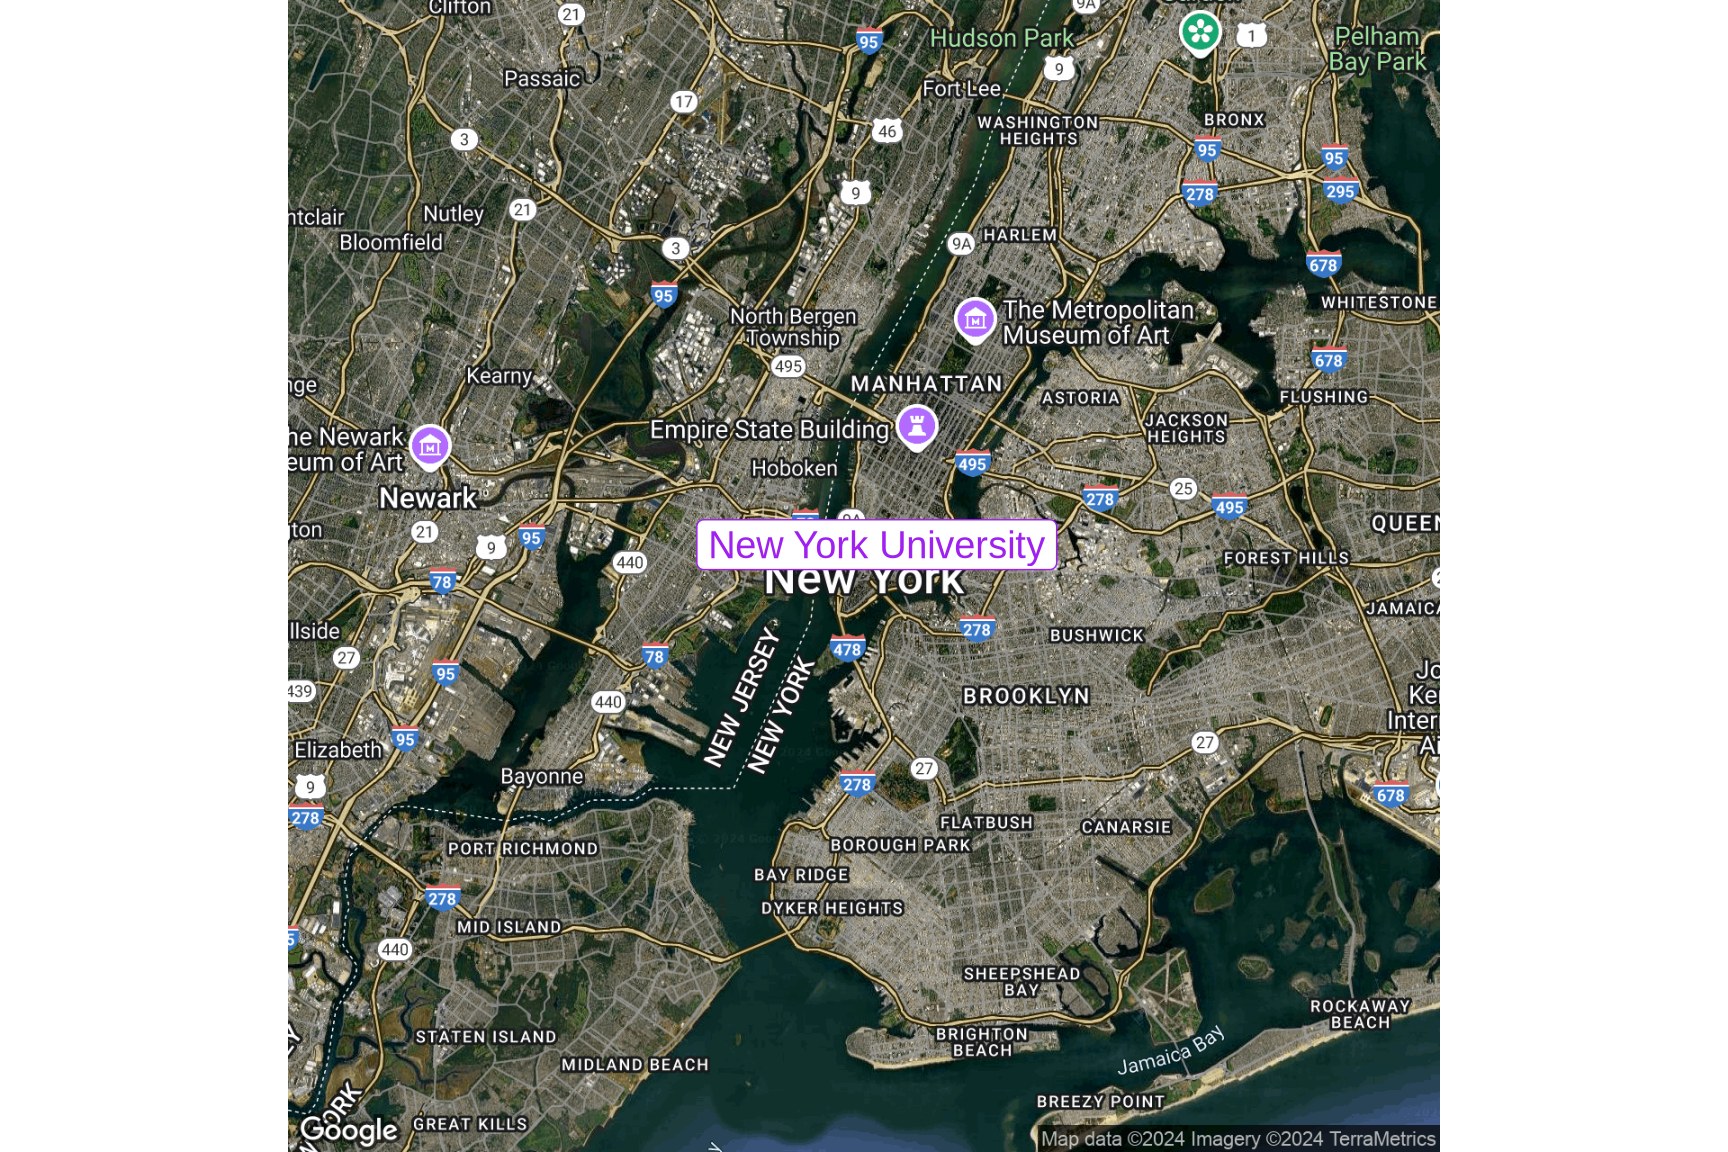 Clifton
21
95
Hudson Park
9A
1
Pelham
Bay Park
Passaic
17
Fort Lee
9
WASHINGTON
HEIGHTS
BRONX
3
46
95
95
278
295
9
ntclair
Nutley
21
Bloomfield
3
9A
HARLEM
678
95
WHITESTONE
North Bergen
Township
The Metropolitan
Museum of Art
495
678
nge
Kearny
MANHATTAN
ASTORIA
FLUSHING
JACKSON
HEIGHTS
he Newark
eum of Art
Empire State Building
Hoboken
495
Newark
278
25
495
21
9
95
9A
QUEEN
ton
New York University
New York
440
FOREST HILLS
78
JAMAICA
llside
27
78
478
278
BUSHWICK
95
439
440
NEW JERSEY
NEW YORK
BROOKLYN
Jo
Ker
Inter
Ai
Elizabeth
95
27
Bayonne
9
278
27
278
678
FLATBUSH
CANARSIE
PORT RICHMOND
BOROUGH PARK
BAY RIDGE
278
DYKER HEIGHTS
MID ISLAND
5
440
SHEEPSHEAD
BAY
ROCKAWAY
BEACH
STATEN ISLAND
BRIGHTON
BEACH
MIDLAND BEACH
Jamaica Bay
BREEZY POINT
ORK
Google
GREAT KILLS
Map data ©2024 Imagery ©2024 TerraMetrics